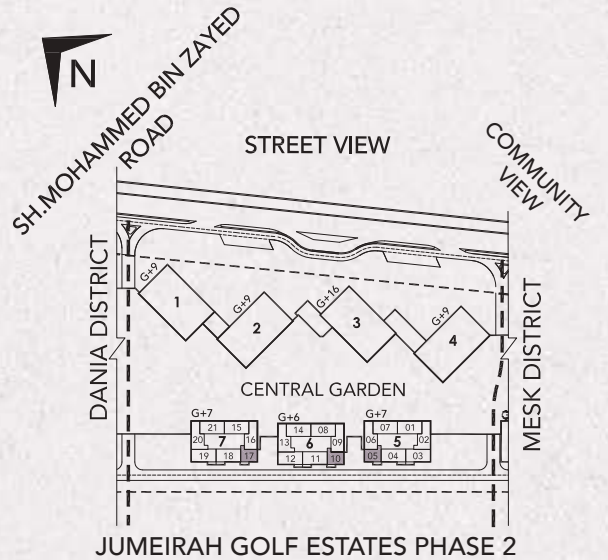 N
SH.MOHAMMED BIN ZAYED
ROAD
STREET VIEW
COMMUNITY
VIEW
DANIA DISTRICT
MESK DISTRICT
G+9
1
G+9
2
G+16
3
G+9
4
CENTRAL GARDEN
G+7
21 15
20 7 16
19 18 17
G+6
14 08
13 6 09
12 11 10
G+7
07 01
06 5 02
05 04 03
JUMEIRAH GOLF ESTATES PHASE 2